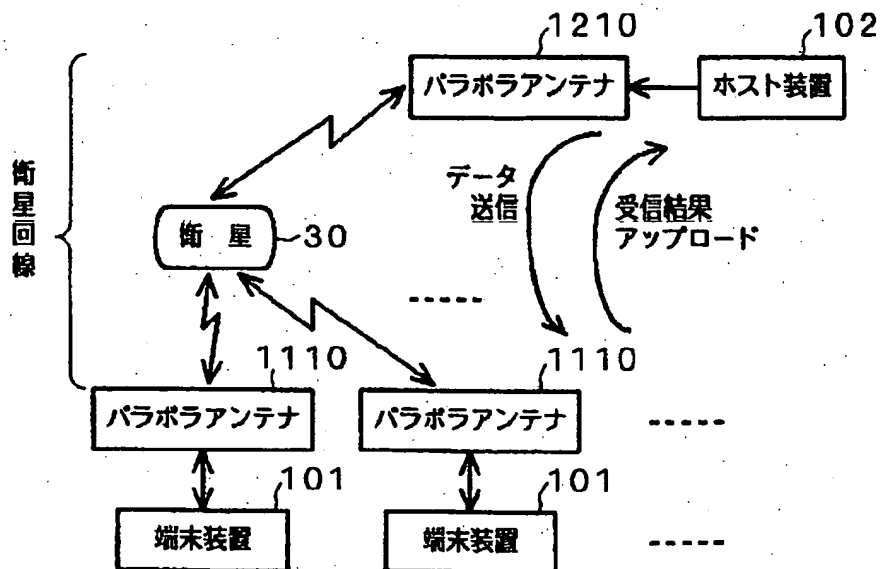 1210
102
パラボラアンテナ
ホスト装置
衛星回線
データ
送信
受信結果
アップロード
衛 星
30
1110
1110
パラボラアンテナ
パラボラアンテナ
101
101
端末装置
端末装置